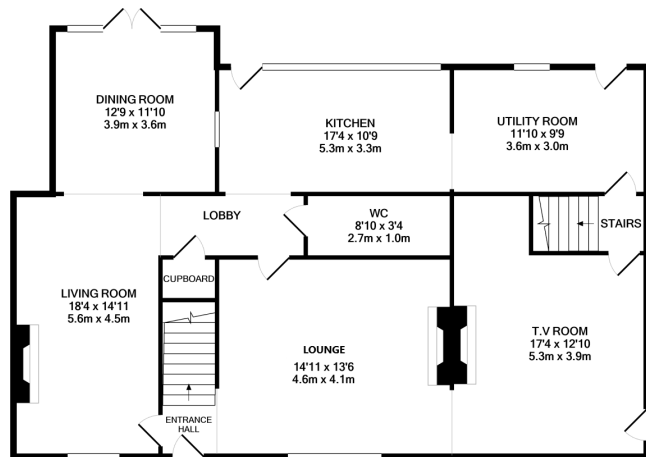 DINING ROOM
12'9 x 11'10
3.9m x 3.6m
KITCHEN
17'4 x 10'9
5.3m x 3.3m
UTILITY ROOM
11'10 x 9'9
3.6m x 3.0m
LOBBY
WC
8'10 x 3'4
2.7m x 1.0m
STAIRS
CUPBOARD
LIVING ROOM
18'4 x 14'11
5.6m x 4.5m
LOUNGE
14'11 x 13'6
4.6m x 4.1m
T.V ROOM
17'4 x 12'10
5.3m x 3.9m
ENTRANCE
HALL